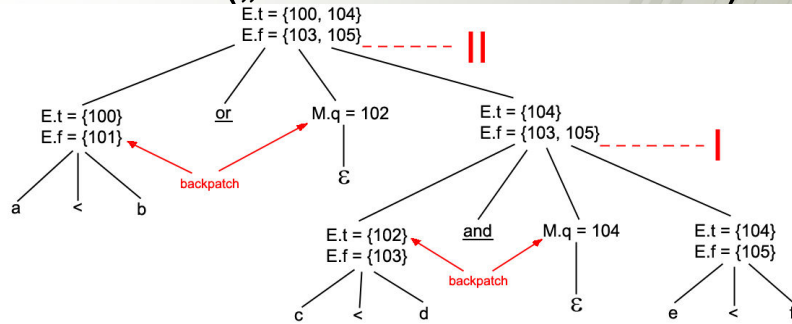 E.t = {100, 104}
E.f = {103, 105}
||
E.t = {100}
E.f = {101}
or
M.q = 102
E.t = {104}
E.f = {103, 105}
|
backpatch
ε
a
<
b
E.t = {102}
E.f = {103}
and
M.q = 104
E.t = {104}
E.f = {105}
backpatch
ε
c
<
d
e
<